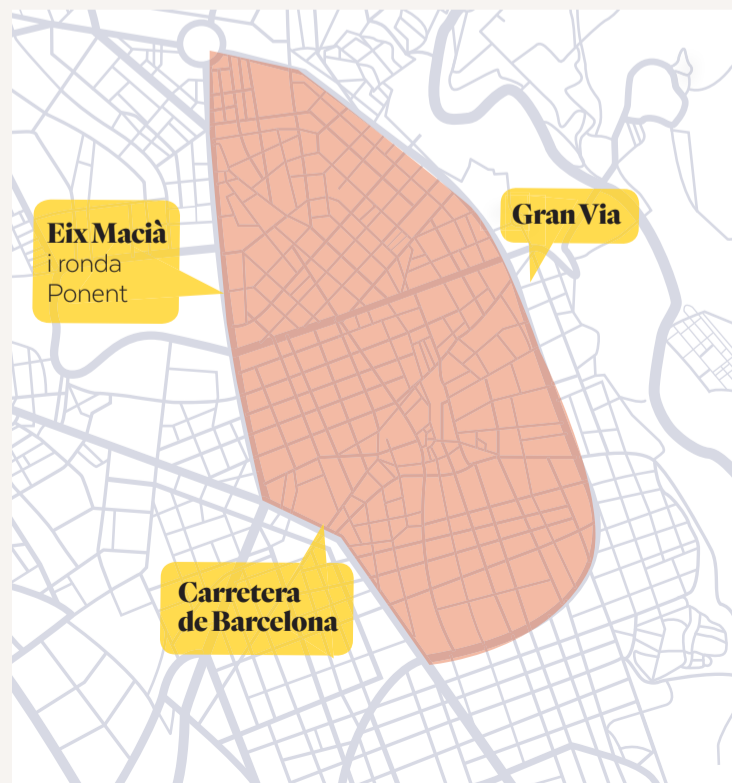 Eix Macià
i ronda
Ponent
Gran Via
Carretera
de Barcelona